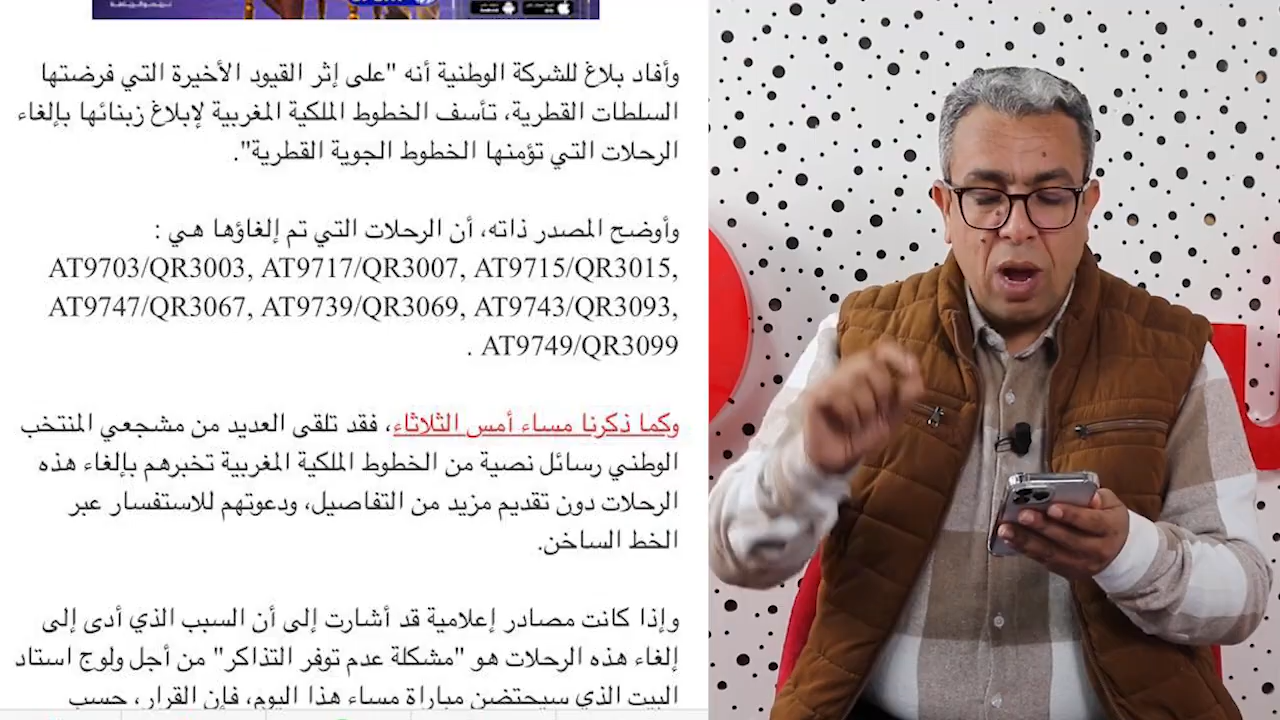 وأفاد بلاغ للشركة الوطنية أنه "على إثر القيود الأخيرة التي فرضتها
السلطات القطرية، تأسف الخطوط الملكية المغربية لإبلاغ زبنائها بإلغاء
الرحلات التي تؤمنها الخطوط الجوية القطرية".
وأوضح المصدر ذاته، أن الرحلات التي تم إلغاؤها هي :
AT9703/QR3003, AT9717/QR3007, AT9715/QR3015,
AT9747/QR3067, AT9739/QR3069, AT9743/QR3093,
AT9749/QR3099 .
وكما ذكرنا مساء أمس الثلاثاء، فقد تلقى العديد من مشجعي المنتخب
الوطني رسائل نصية من الخطوط الملكية المغربية تخبرهم بإلغاء هذه
الرحلات دون تقديم مزيد من التفاصيل، ودعوتهم للاستفسار عبر
الخط الساخن.
وإذا كانت مصادر إعلامية قد أشارت إلى أن السبب الذي أدى إلى
إلغاء هذه الرحلات هو "مشكلة عدم توفر التذاكر" من أجل ولوج استاد
البيت الذي سيحتضن مباراة مساء هذا اليوم، فإن القرار، حسب